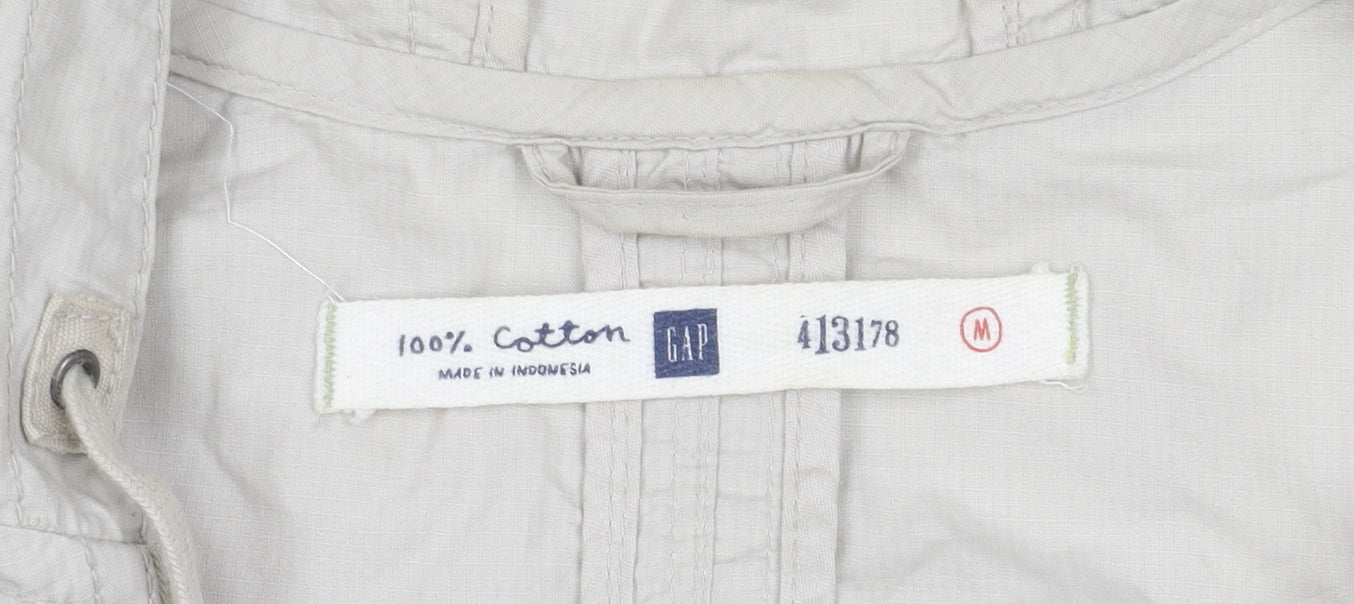 100% Cotton GAP 413178 M
MADE IN INDONESIA